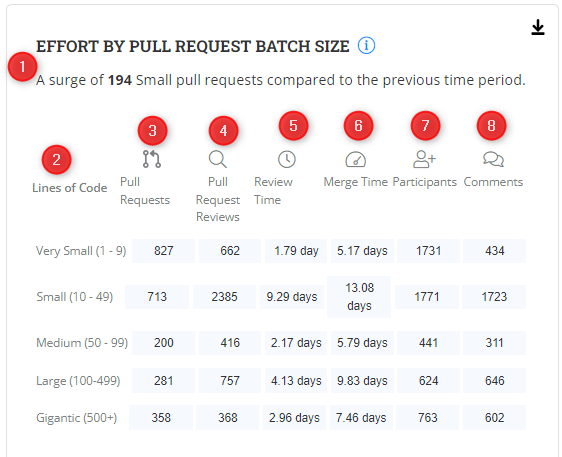 EFFORT BY PULL REQUEST BATCH SIZE i
1 A surge of 194 Small pull requests compared to the previous time period.
2 3 4 5 6 7 8
Lines of Code Pull Requests Pull Request Reviews Review Time Merge Time Participants Comments
Very Small (1 - 9) 827 662 1.79 day 5.17 days 1731 434
Small (10 - 49) 713 2385 9.29 days 13.08 days 1771 1723
Medium (50 - 99) 200 416 2.17 days 5.79 days 441 311
Large (100-499) 281 757 4.13 days 9.83 days 624 646
Gigantic (500+) 358 368 2.96 days 7.46 days 763 602